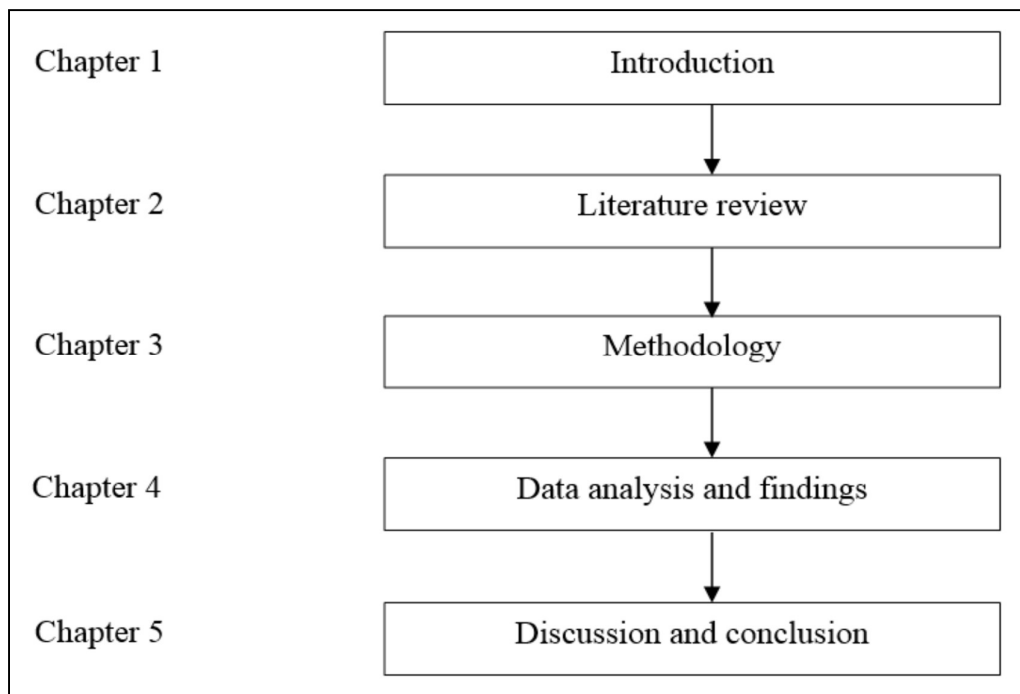 Chapter 1 Introduction
Chapter 2 Literature review
Chapter 3 Methodology
Chapter 4 Data analysis and findings
Chapter 5 Discussion and conclusion